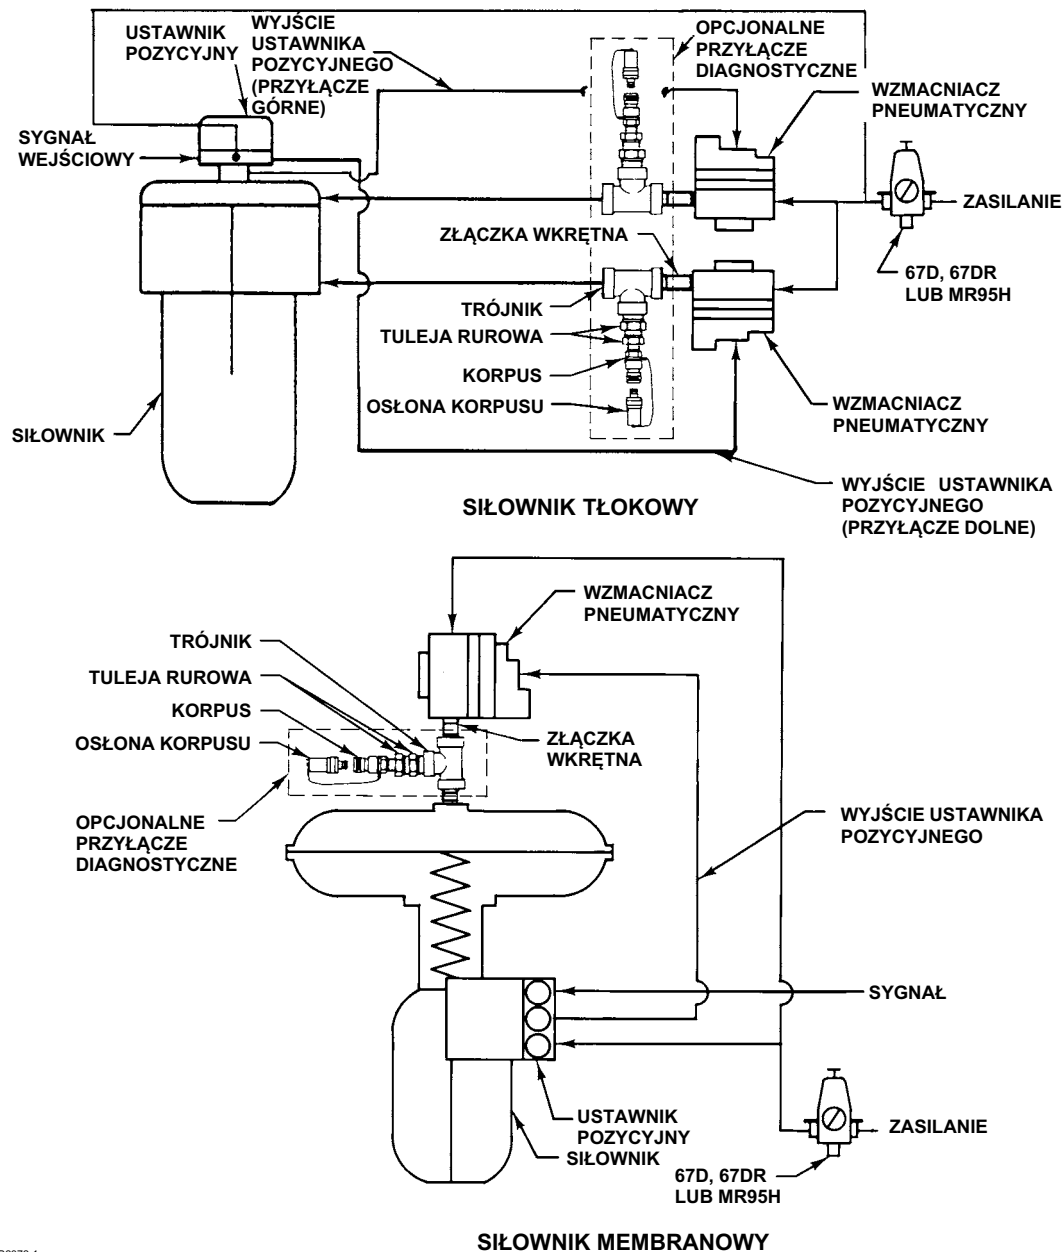 USTAWNIK
POZYCYJNY
WYJŚCIE
USTAWNIKA
POZYCYJNEGO
(PRZYŁĄCZE
GÓRNE)
OPCJONALNE
PRZYŁĄCZE
DIAGNOSTYCZNE
WZMACNIACZ
PNEUMATYCZNY
SYGNAŁ
WEJŚCIOWY
ZASILANIE
ZŁĄCZKA WKRĘTNA
67D, 67DR
LUB MR95H
TRÓJNIK
TULEJA RUROWA
KORPUS
OSŁONA KORPUSU
WZMACNIACZ
PNEUMATYCZNY
SIŁOWNIK
WYJŚCIE USTAWNIKA
POZYCYJNEGO
(PRZYŁĄCZE DOLNE)
SIŁOWNIK TŁOKOWY
WZMACNIACZ
PNEUMATYCZNY
TRÓJNIK
TULEJA RUROWA
KORPUS
OSŁONA KORPUSU
ZŁĄCZKA
WKRĘTNA
OPCJONALNE
PRZYŁĄCZE
DIAGNOSTYCZNE
WYJŚCIE USTAWNIKA
POZYCYJNEGO
SYGNAŁ
USTAWNIK
POZYCYJNY
SIŁOWNIK
ZASILANIE
67D, 67DR
LUB MR95H
SIŁOWNIK MEMBRANOWY